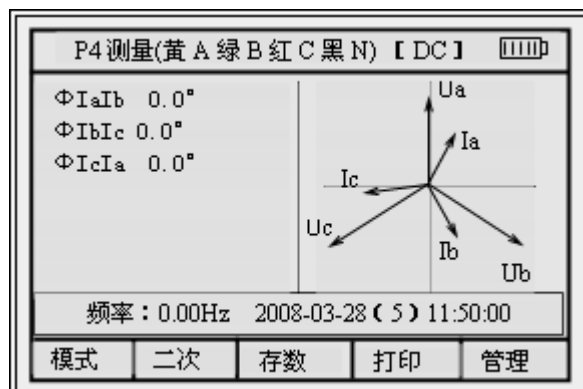 P4测量(黄A绿B红C黑N) 【DC】
ΦIaIb 0.0°
ΦIbIc 0.0°
ΦIcIa 0.0°
Ua
Ia
Ic
Uc
Ib
Ub
频率：0.00Hz 2008-03-28（5）11:50:00
模式 二次 存数 打印 管理